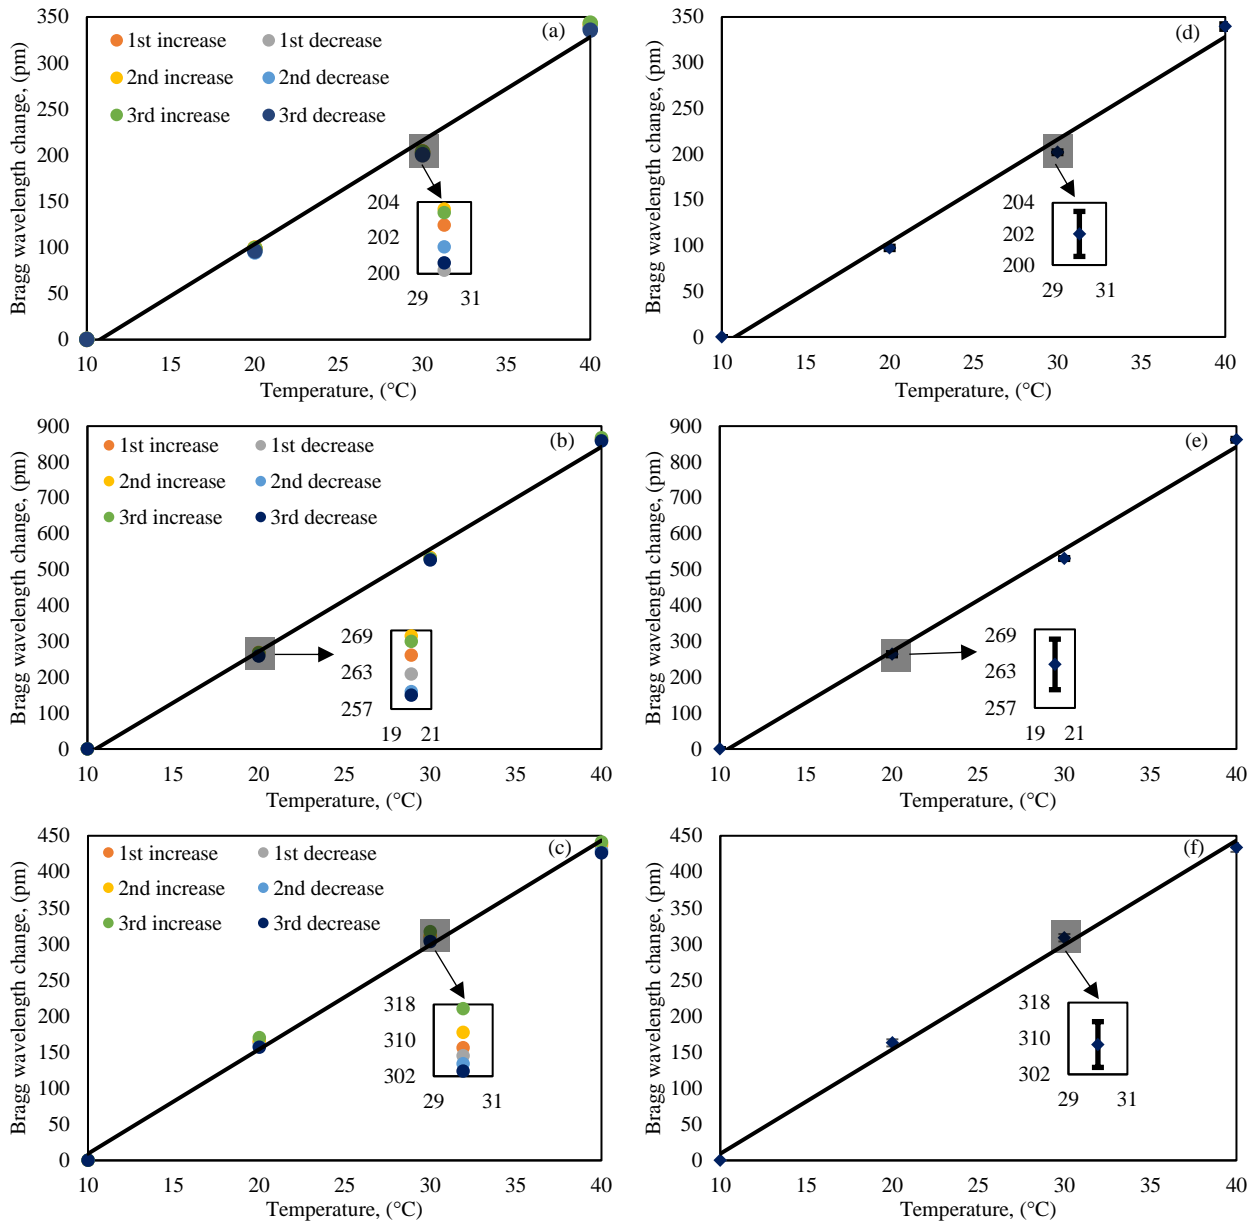 Bragg wavelength change, (pm)
350
300
250
200
150
100
50
0
(a)
1st increase 1st decrease
2nd increase 2nd decrease
3rd increase 3rd decrease
204
202
200
29 31
10 15 20 25 30 35 40
Temperature, (°C)
Bragg wavelength change, (pm)
350
300
250
200
150
100
50
0
(d)
204
202
200
29 31
10 15 20 25 30 35 40
Temperature, (°C)
Bragg wavelength change, (pm)
900
800
700
600
500
400
300
200
100
0
(b)
1st increase 1st decrease
2nd increase 2nd decrease
3rd increase 3rd decrease
269
263
257
19 21
10 15 20 25 30 35 40
Temperature, (°C)
Bragg wavelength change, (pm)
900
800
700
600
500
400
300
200
100
0
(e)
269
263
257
19 21
10 15 20 25 30 35 40
Temperature, (°C)
Bragg wavelength change, (pm)
450
400
350
300
250
200
150
100
50
0
(c)
1st increase 1st decrease
2nd increase 2nd decrease
3rd increase 3rd decrease
318
310
302
29 31
10 15 20 25 30 35 40
Temperature, (°C)
Bragg wavelength change, (pm)
450
400
350
300
250
200
150
100
50
0
(f)
318
310
302
29 31
10 15 20 25 30 35 40
Temperature, (°C)